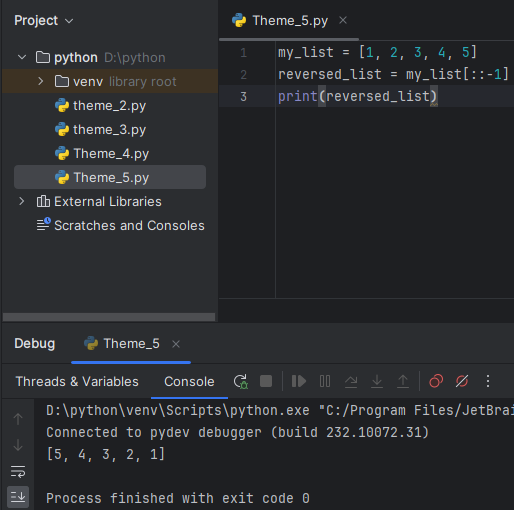 Project
python D:\python
venv library root
theme_2.py
theme_3.py
Theme_4.py
Theme_5.py
External Libraries
Scratches and Consoles
Theme_5.py
1 my_list = [1, 2, 3, 4, 5]
2 reversed_list = my_list[::-1]
3 print(reversed_list)
Debug Theme_5
Threads & Variables Console
D:\python\venv\Scripts\python.exe "C:/Program Files/JetBrai
Connected to pydev debugger (build 232.10072.31)
[5, 4, 3, 2, 1]
Process finished with exit code 0